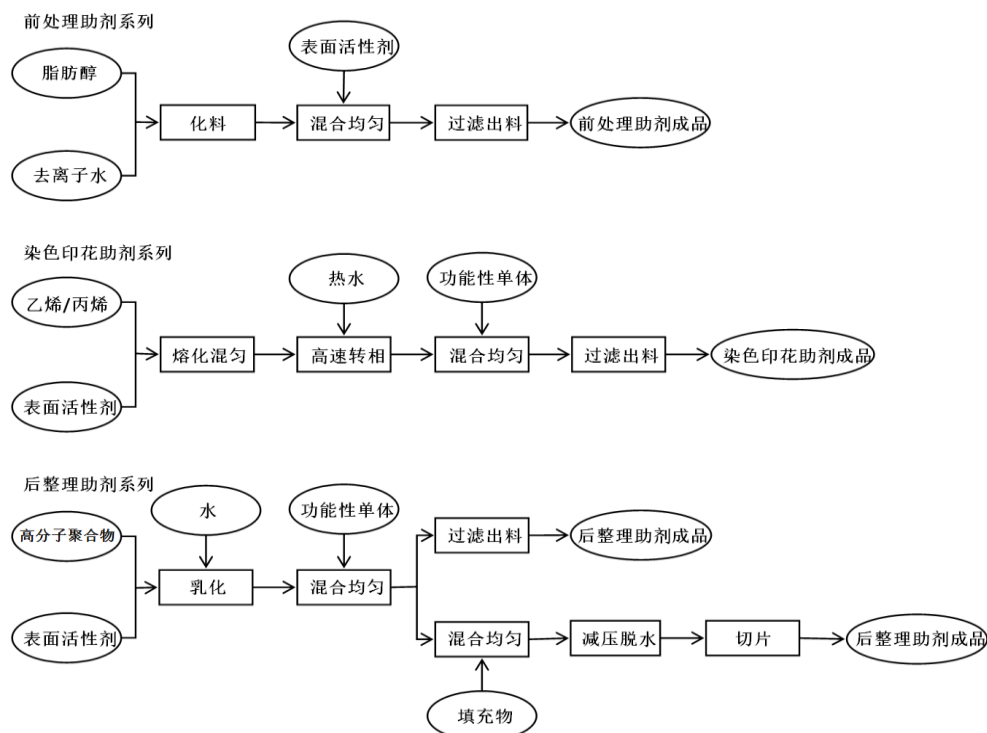 前处理助剂系列
表面活性剂
脂肪醇
化料
混合均匀
过滤出料
前处理助剂成品
去离子水
染色印花助剂系列
热水
功能性单体
乙烯/丙烯
熔化混匀
高速转相
混合均匀
过滤出料
染色印花助剂成品
表面活性剂
后整理助剂系列
水
功能性单体
高分子聚合物
过滤出料
后整理助剂成品
乳化
混合均匀
表面活性剂
混合均匀
减压脱水
切片
后整理助剂成品
填充物